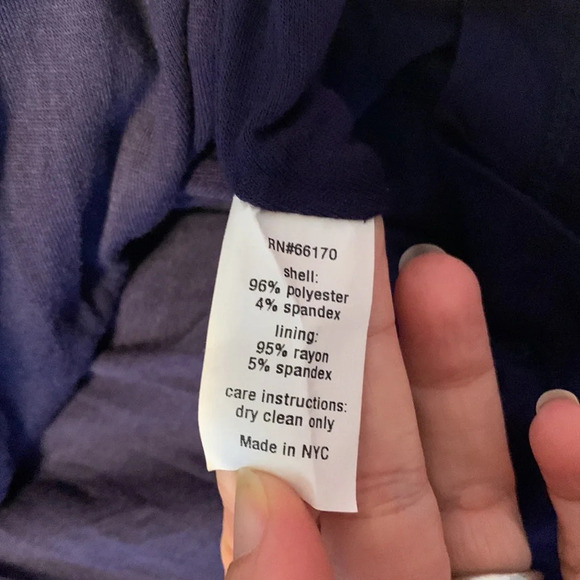 RN#66170
shell:
96% polyester
4% spandex
lining:
95% rayon
5% spandex
care instructions:
dry clean only
Made in NYC